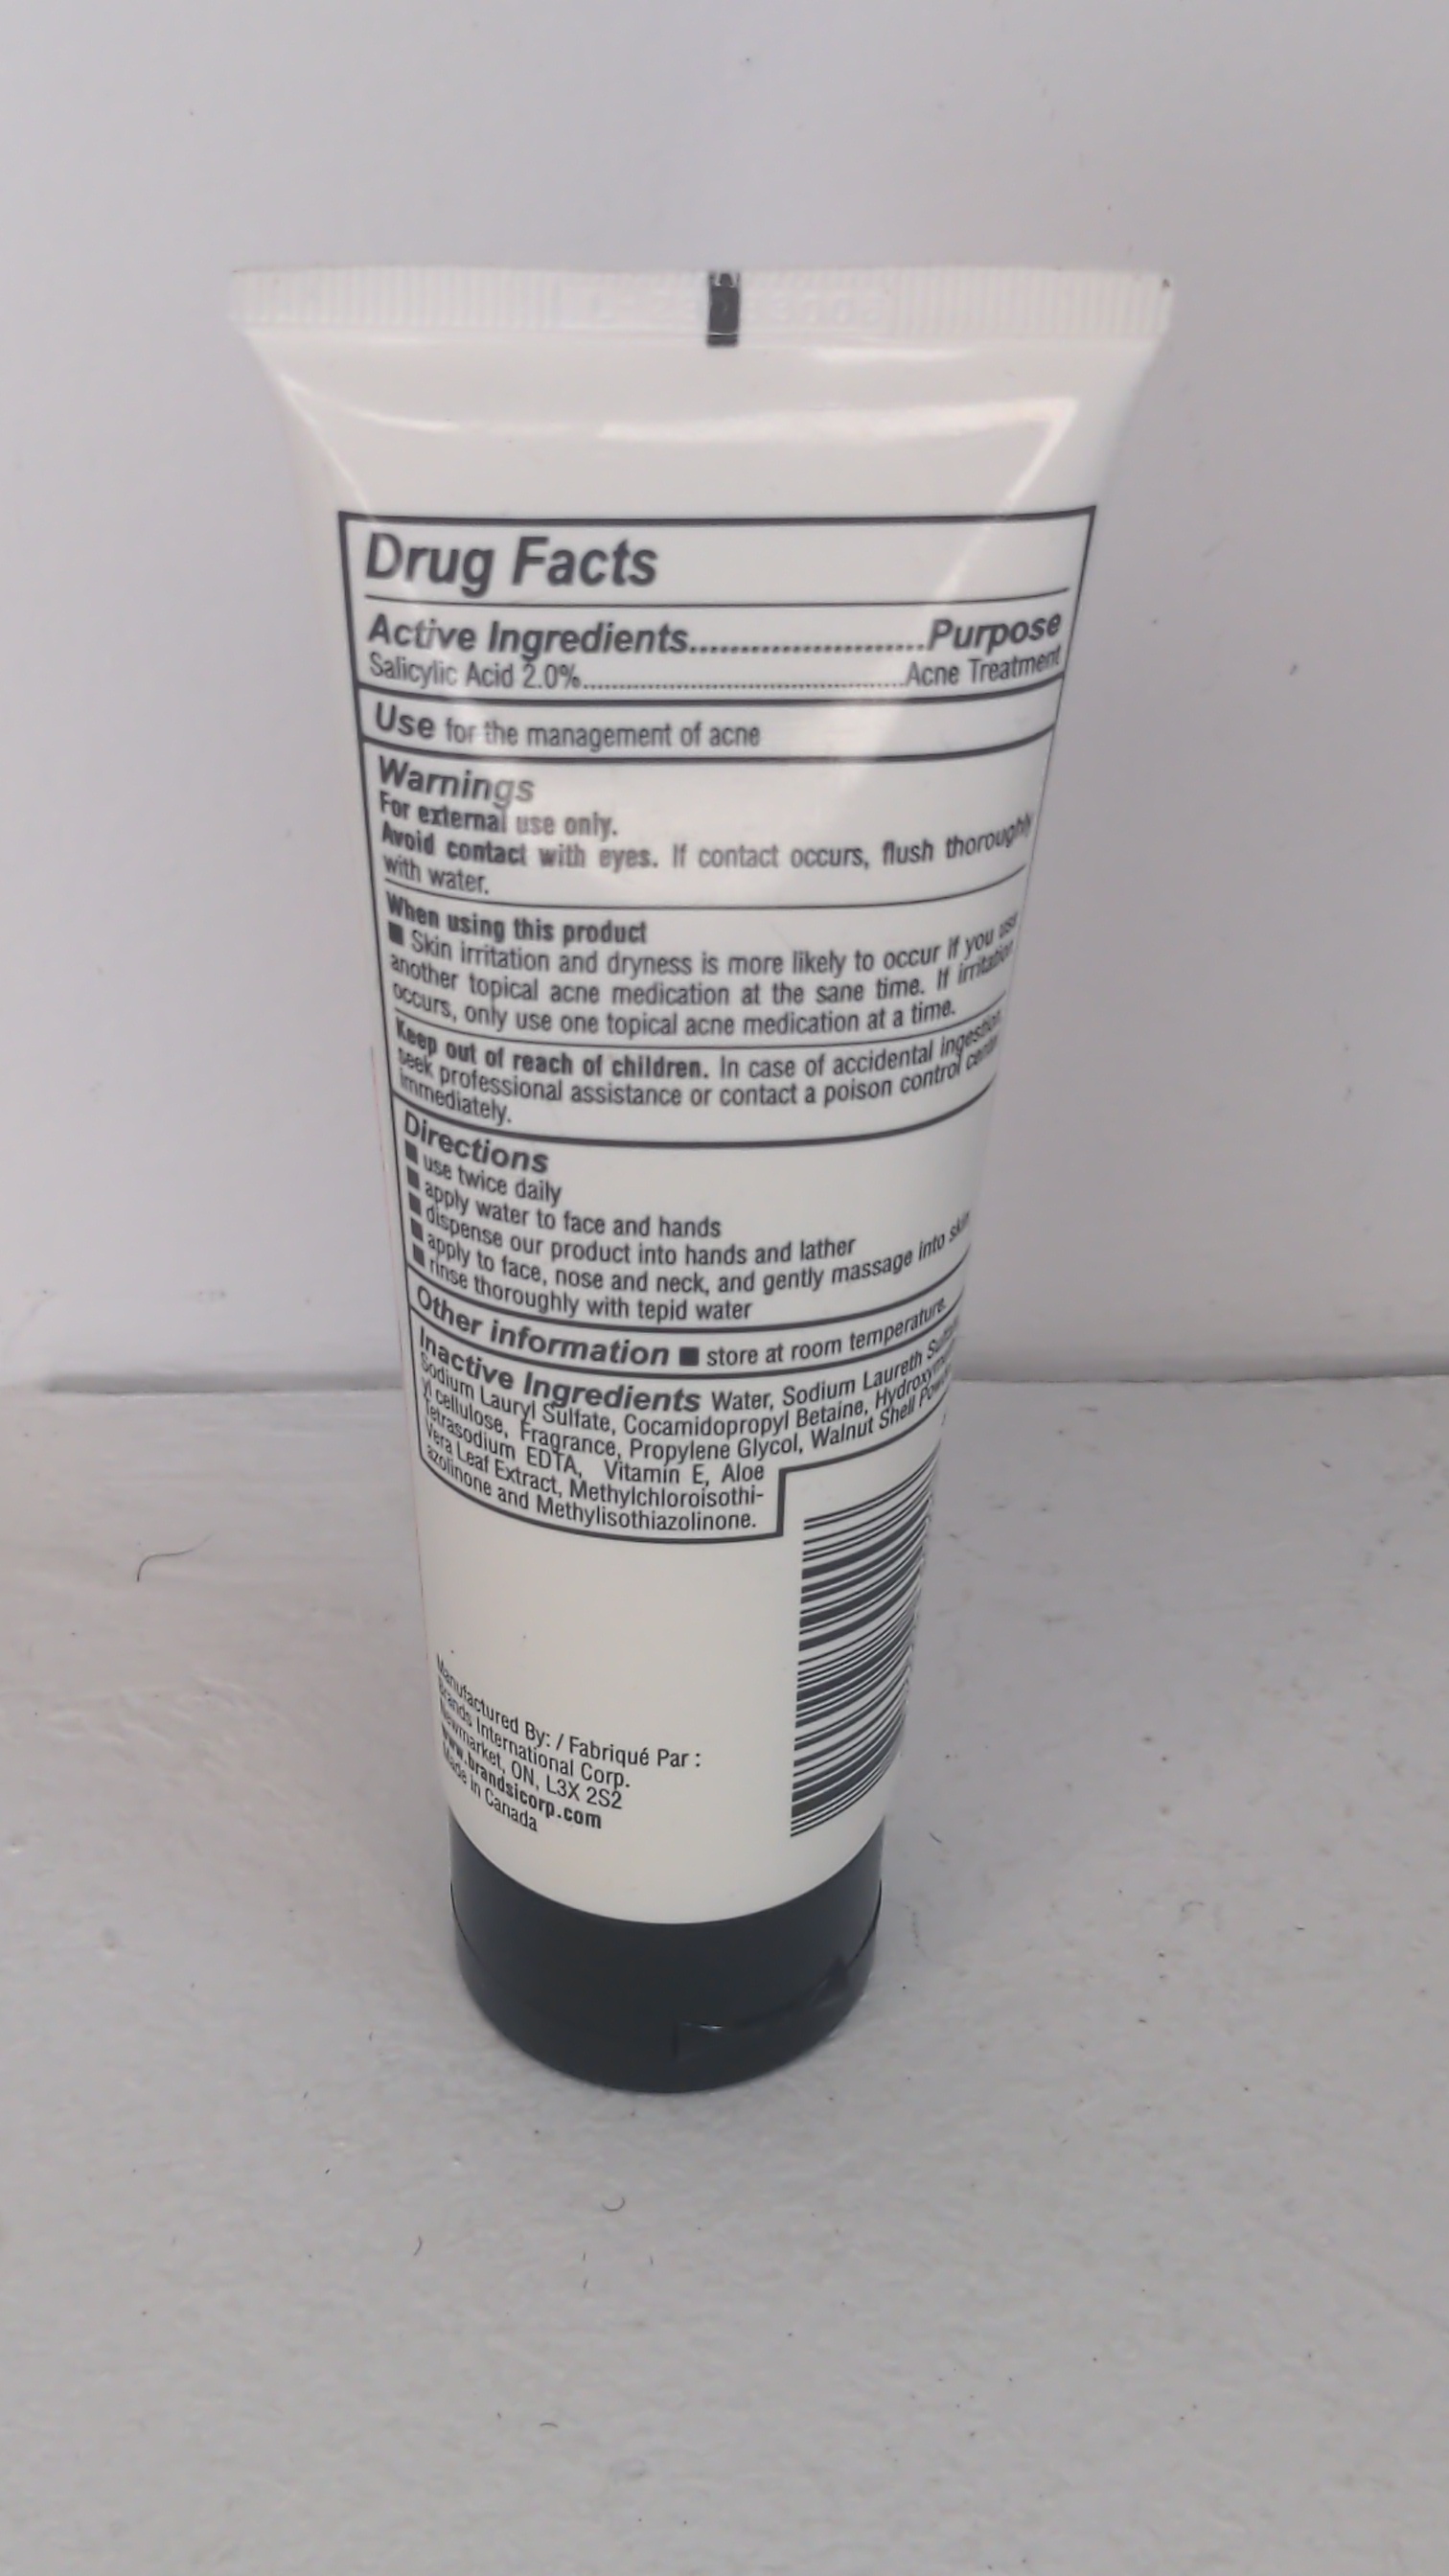 Drug Facts
Active Ingredients........................Purpose
Salicylic Acid 2.0%................................................Acne Treatment
Use for the management of acne
Warnings
For external use only.
Avoid contact with eyes. If contact occurs, flush thoroughly
with water.
When using this product
■ Skin irritation and dryness is more likely to occur if you use
another topical acne medication at the sane time. If irritation
occurs, only use one topical acne medication at a time.
Keep out of reach of children. In case of accidental ingestion
seek professional assistance or contact a poison control center
immediately.
Directions
■ use twice daily
■ apply water to face and hands
■ dispense our product into hands and lather
■ apply to face, nose and neck, and gently massage into skin
■ rinse thoroughly with tepid water
Other information ■ store at room temperature.
Inactive Ingredients Water, Sodium Laureth
Sodium Lauryl Sulfate, Cocamidopropyl Betaine,
yl cellulose, Fragrance, Propylene Glycol, Walnut Shell
Tetrasodium EDTA, Vitamin E, Aloe
Vera Leaf Extract, Methylchloroisothi-
azolinone and Methylisothiazolinone.
Manufactured By: / Fabriqué Par :
Brands International Corp.
Newmarket, ON, L3X 2S2
www.brandsicorp.com
Made in Canada